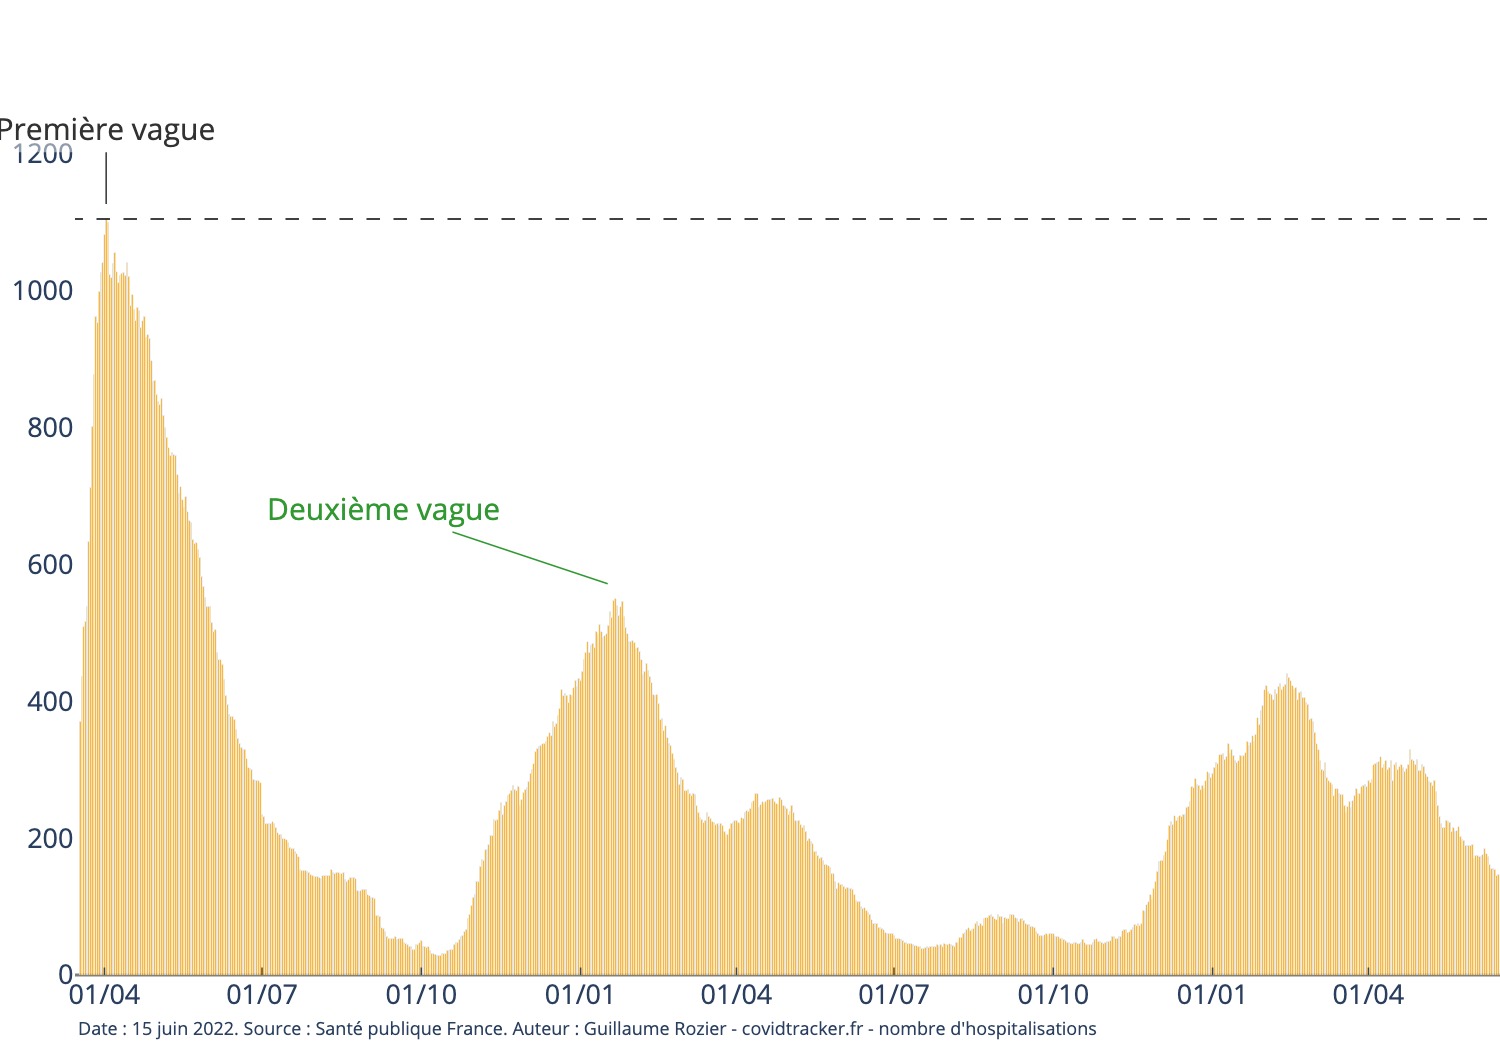 Première vague
1200
1000
800
Deuxième vague
600
400
200
0
01/04 01/07 01/10 01/01 01/04 01/07 01/10 01/01 01/04
Date : 15 juin 2022. Source : Santé publique France. Auteur : Guillaume Rozier - covidtracker.fr - nombre d'hospitalisations